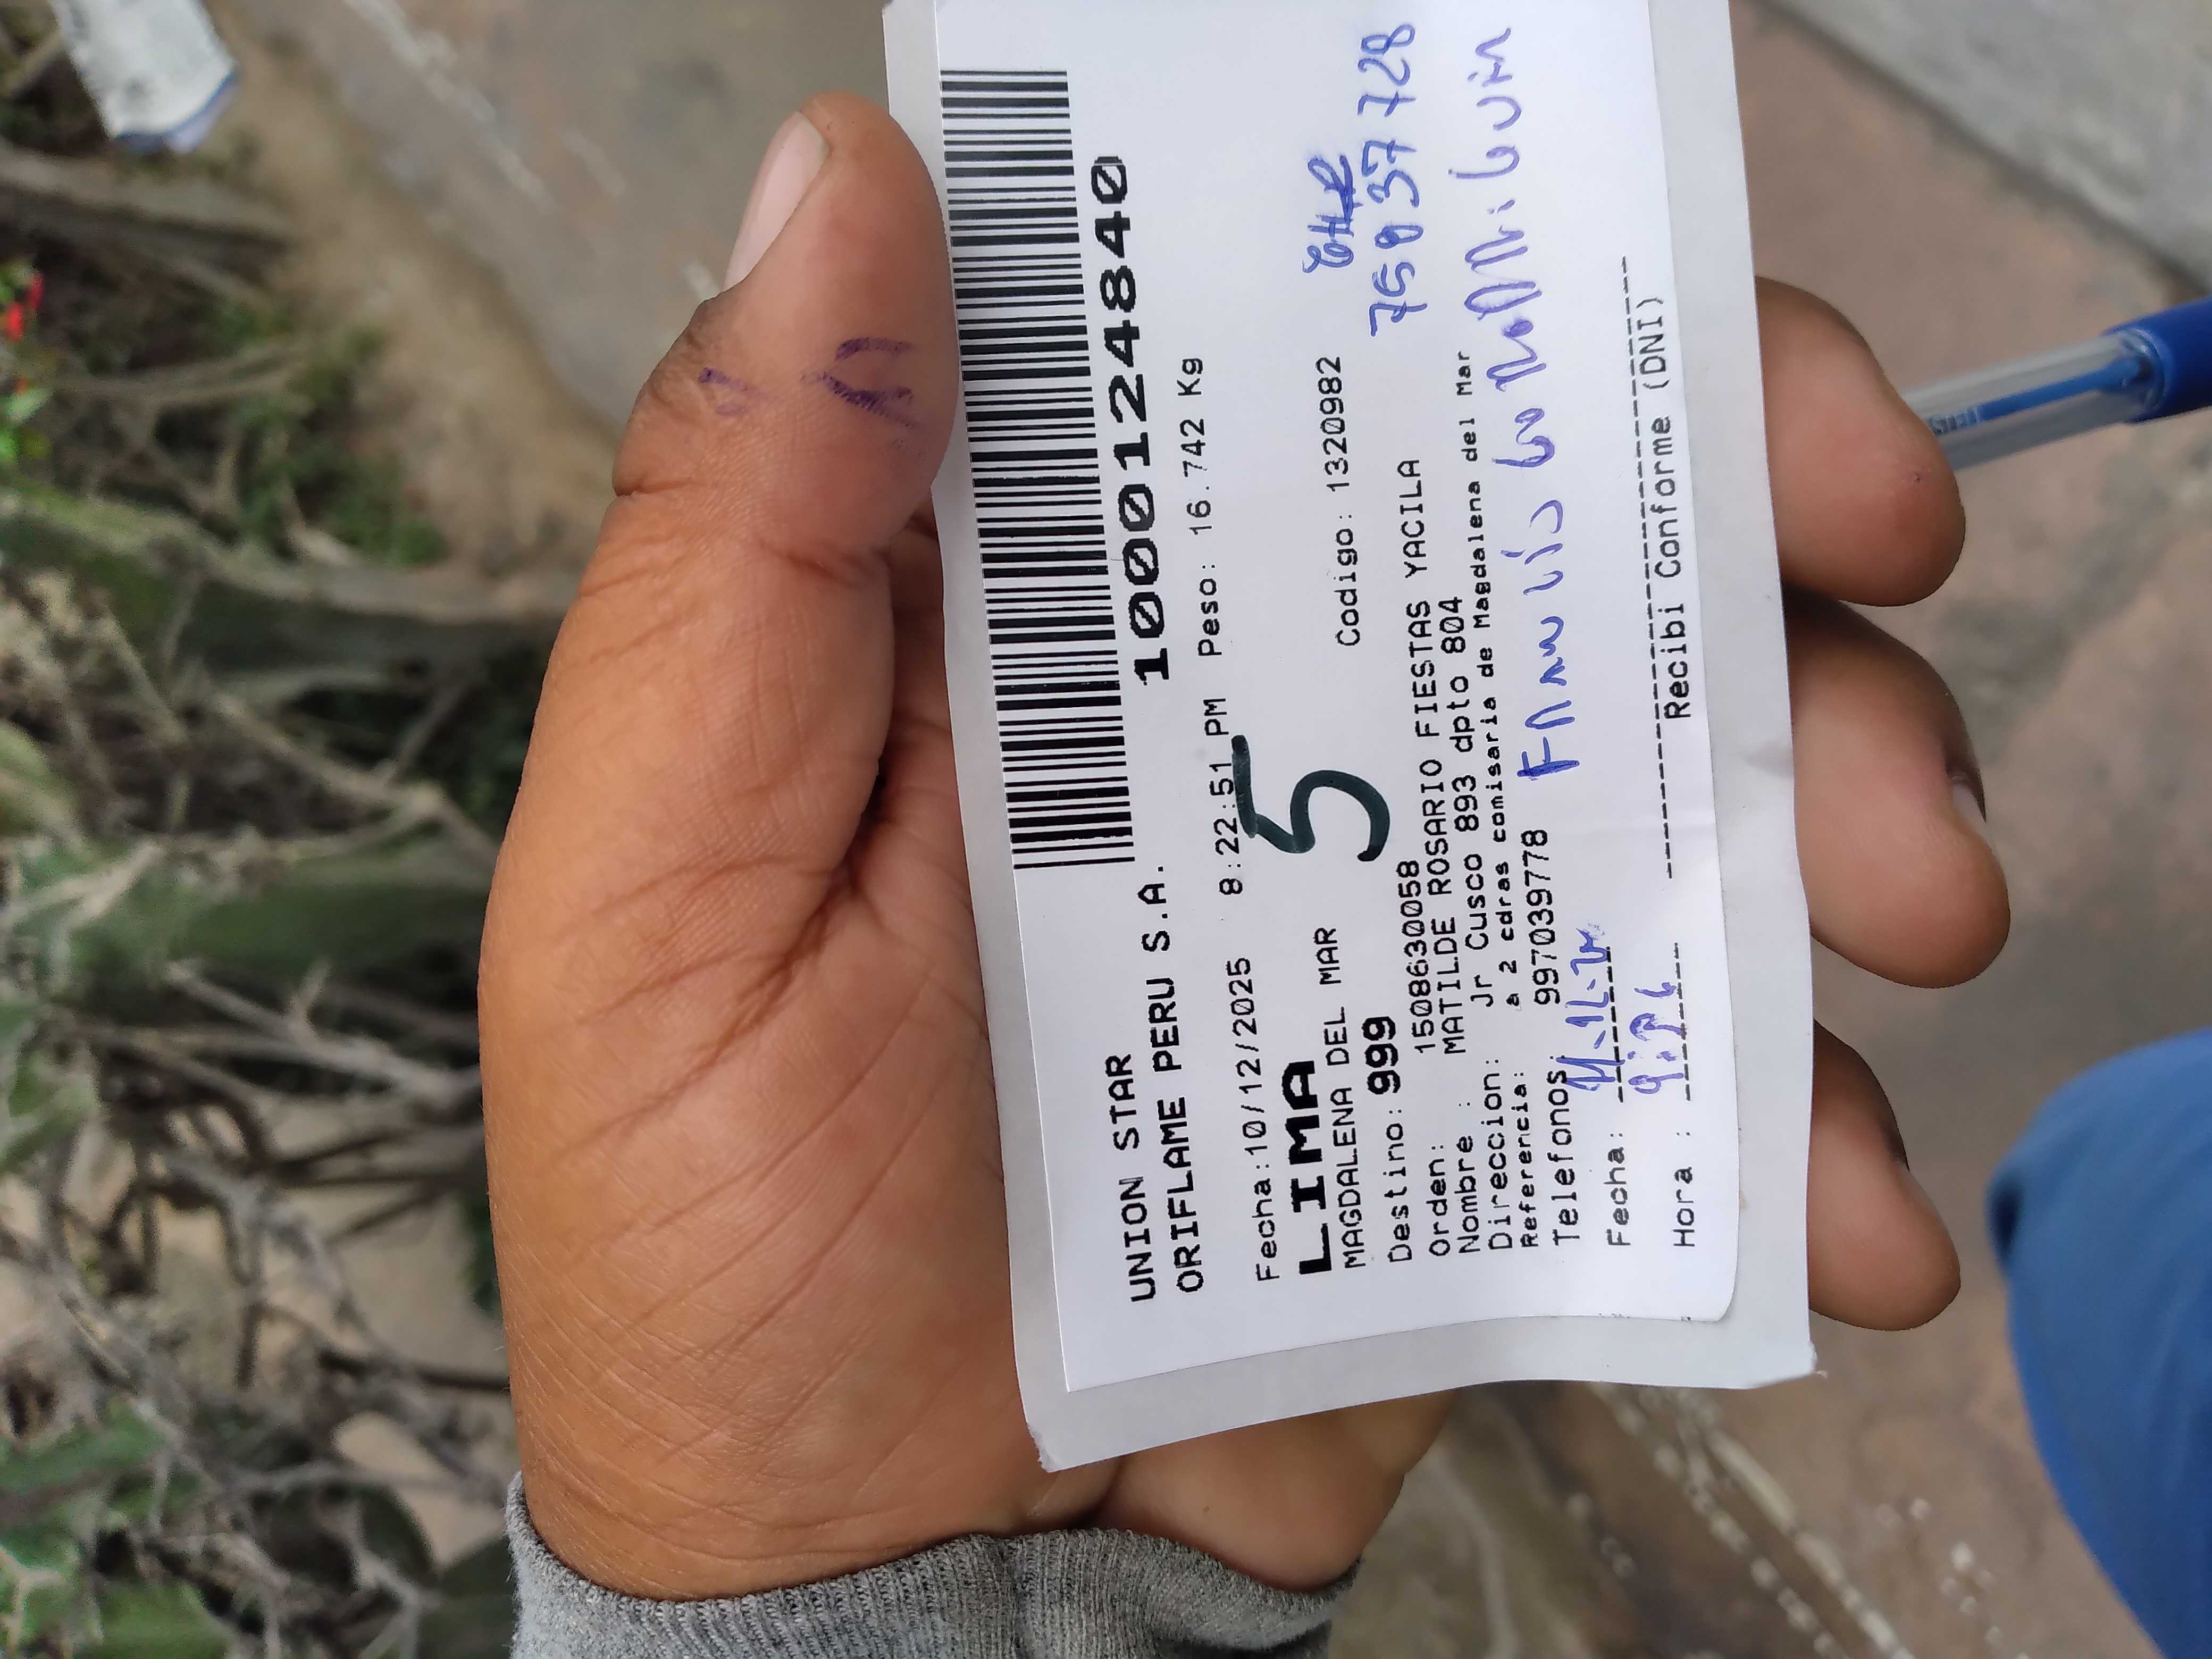 UNION STAR
ORIFLAME PERU S.A. 1000124840
Fecha:10/12/2025 8:22:51 PM Peso: 16.742 Kg
LIMA
MAGDALENA DEL MAR 5 Codigo: 1320982
Destino: 999
75837728
Orden: 15086630058
Nombre : MATILDE ROSARIO FIESTAS YACILA
Direccion: Jr Cusco 893 dpto 804
Referencia: a 2 cdras comisaria de Magdalena del Mar
Telefonos: 997039778
Fecha:
Hora :
Recibi Conforme (DNI)